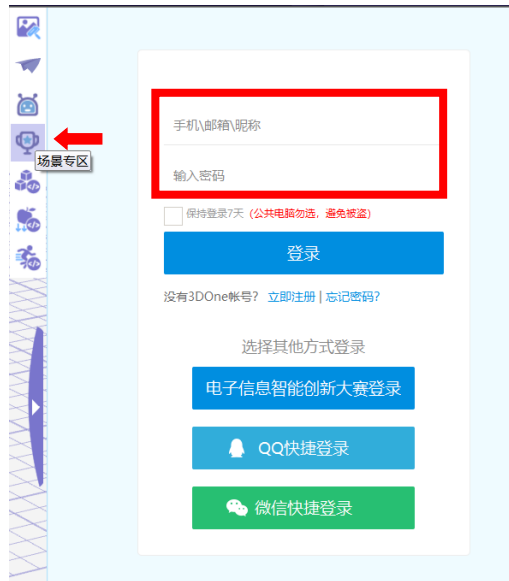 手机\邮箱\昵称
场景专区
输入密码
保持登录7天 (公共电脑勿选，避免被盗)
登录
没有3DOne帐号？ 立即注册 | 忘记密码?
选择其他方式登录
电子信息智能创新大赛登录
QQ快捷登录
微信快捷登录